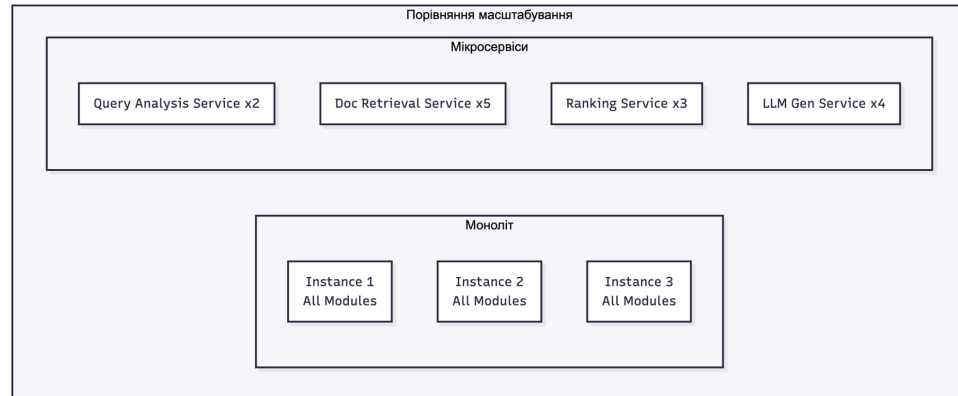 Порівняння масштабування
Мікросервіси
Query Analysis Service x2
Doc Retrieval Service x5
Ranking Service x3
LLM Gen Service x4
Моноліт
Instance 1
All Modules
Instance 2
All Modules
Instance 3
All Modules